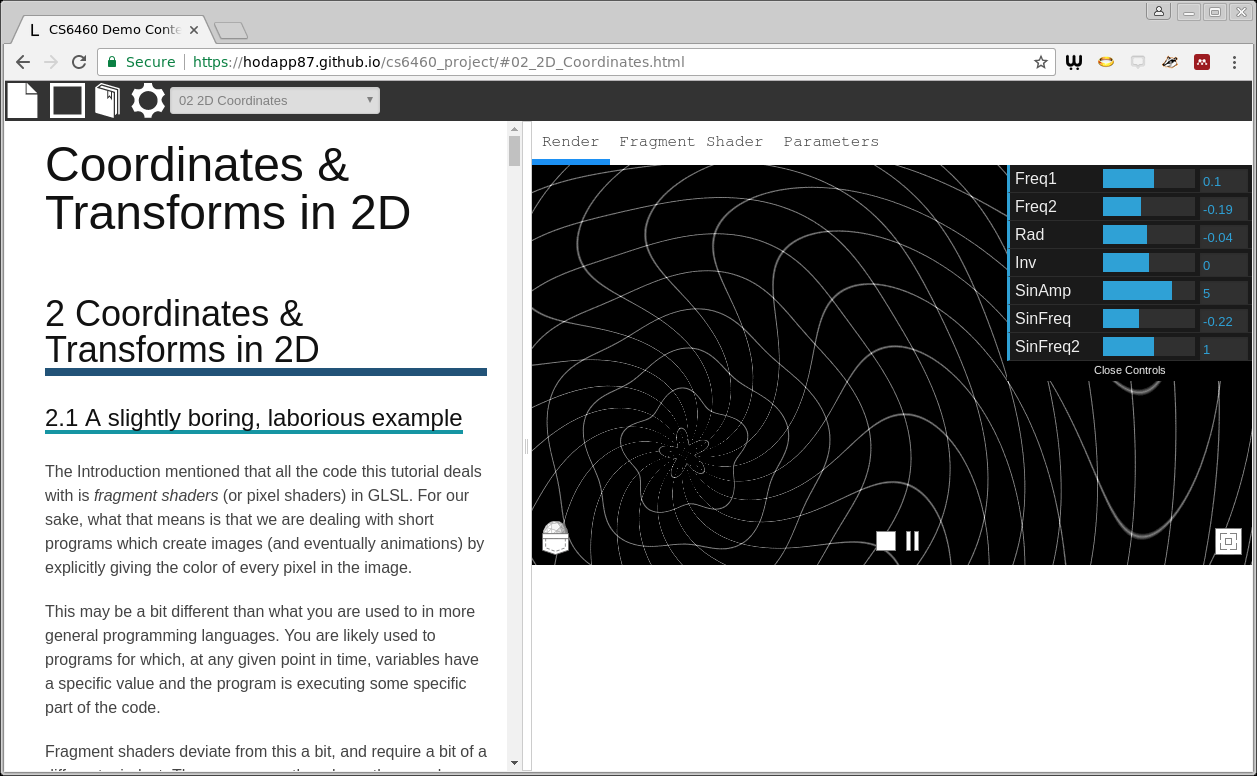 L CS6460 Demo Conte
Secure https://hodapp87.github.io/cs6460_project/#02_2D_Coordinates.html
02 2D Coordinates
Coordinates &
Transforms in 2D
2 Coordinates &
Transforms in 2D
2.1 A slightly boring, laborious example
The Introduction mentioned that all the code this tutorial deals
with is fragment shaders (or pixel shaders) in GLSL. For our
sake, what that means is that we are dealing with short
programs which create images (and eventually animations) by
explicitly giving the color of every pixel in the image.
This may be a bit different than what you are used to in more
general programming languages. You are likely used to
programs for which, at any given point in time, variables have
a specific value and the program is executing some specific
part of the code.
Fragment shaders deviate from this a bit, and require a bit of a
Render Fragment Shader Parameters
Freq1 0.1
Freq2 -0.19
Rad -0.04
Inv 0
SinAmp 5
SinFreq -0.22
SinFreq2 1
Close Controls